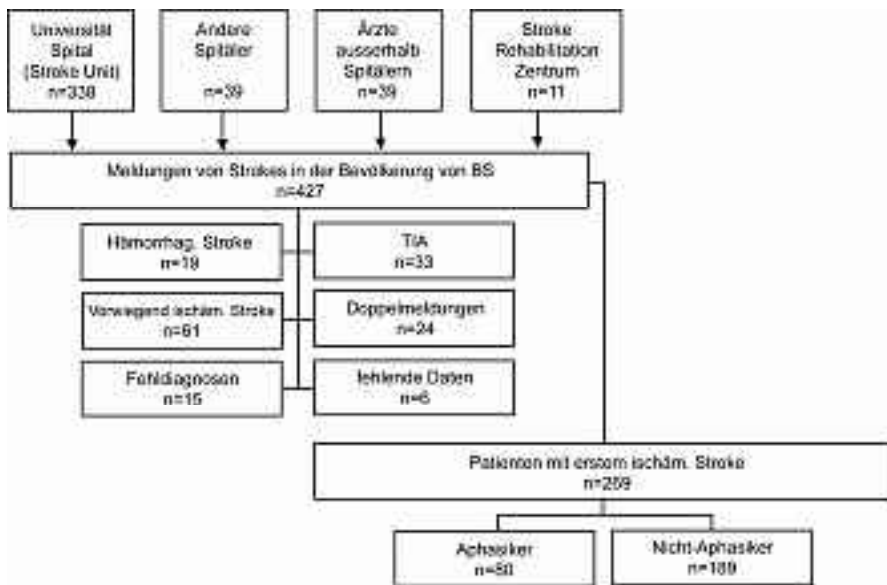 Universität
Spital
(Stroke Unit)
n=338
Andere
Spitäler
n=39
Ärzte
ausserhalb
Spitälern
n=39
Stroke
Rehabilitation
Zentrum
n=11
Meldungen von Strokes in der Bevölkerung von BS
n=427
Hämorrhag. Stroke
n=19
TIA
n=33
Vorwiegend ischäm. Stroke
n=61
Doppelmeldungen
n=24
Fehldiagnosen
n=15
fehlende Daten
n=6
Patienten mit erstem ischäm. Stroke
n=269
Aphasiker
n=80
Nicht-Aphasiker
n=189